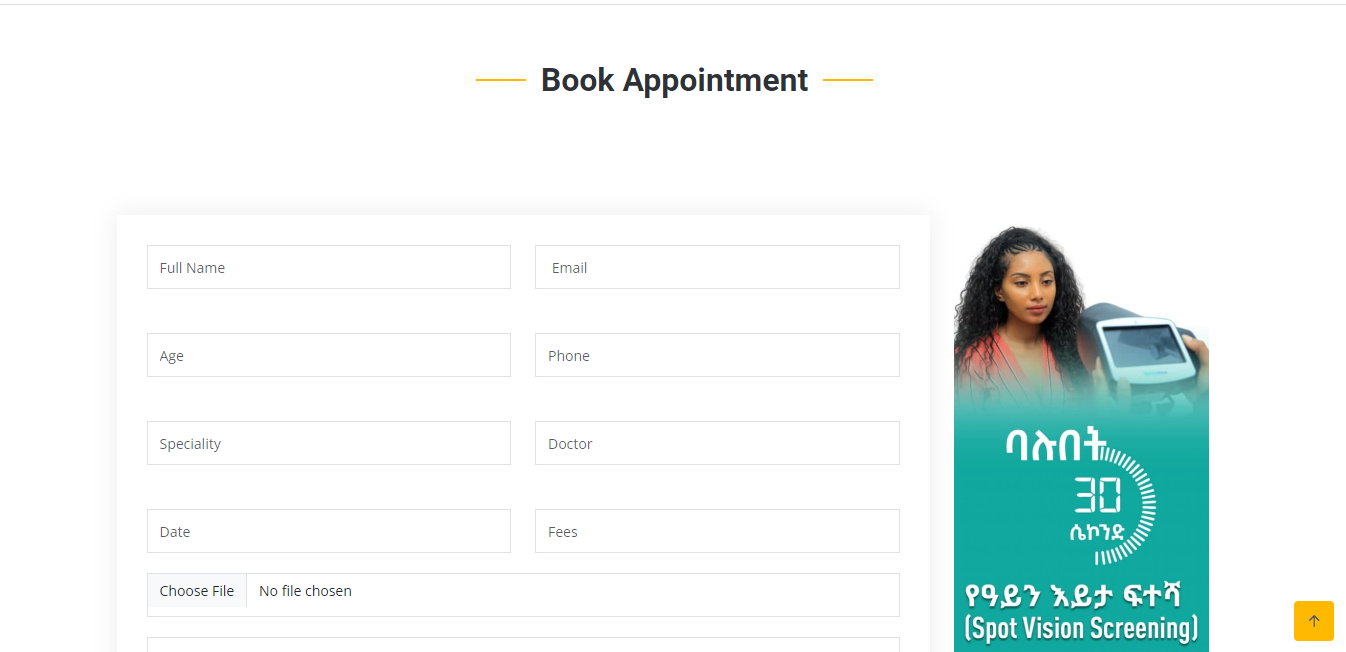 Book Appointment
Full Name
Email
Age
Phone
Speciality
Doctor
Date
Fees
Choose File
No file chosen
ባሉበት
30
ሴኮንድ
የዓይን እይታ ፍተሻ
(Spot Vision Screening)